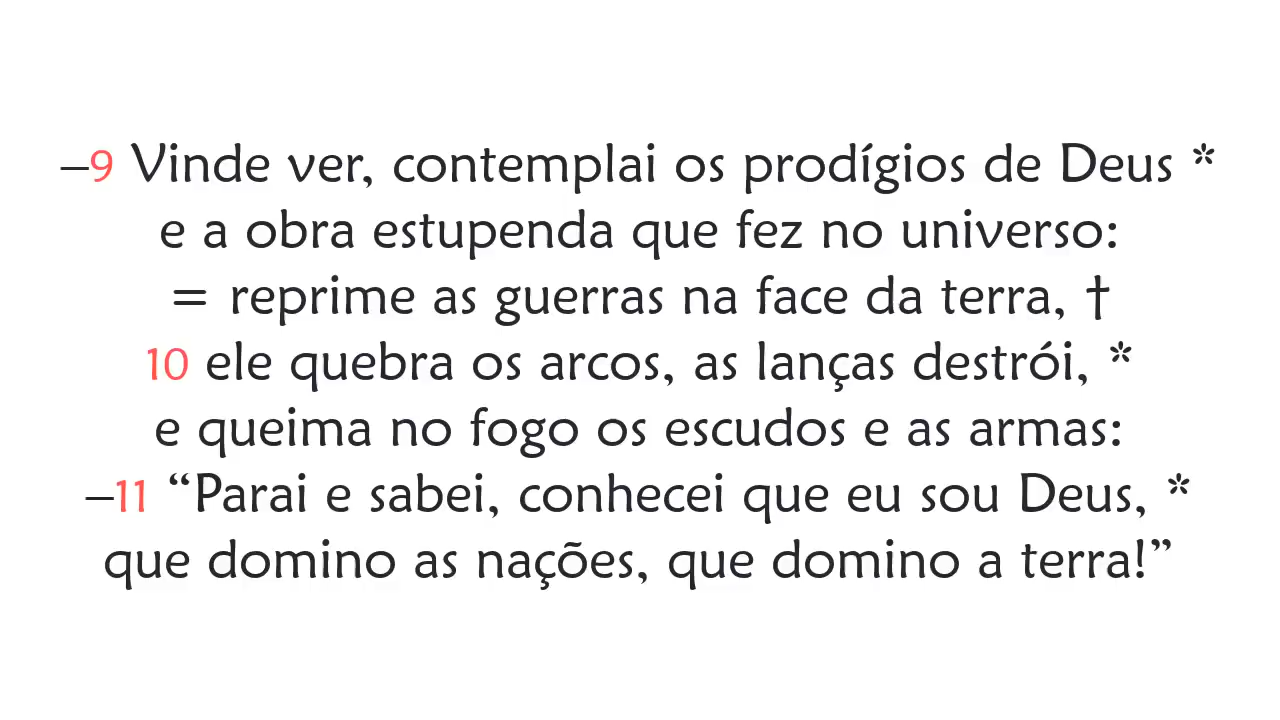 –9 Vinde ver, contemplai os prodígios de Deus *
e a obra estupenda que fez no universo:
= reprime as guerras na face da terra, †
10 ele quebra os arcos, as lanças destrói, *
e queima no fogo os escudos e as armas:
–11 “Parai e sabei, conhecei que eu sou Deus, *
que domino as nações, que domino a terra!”